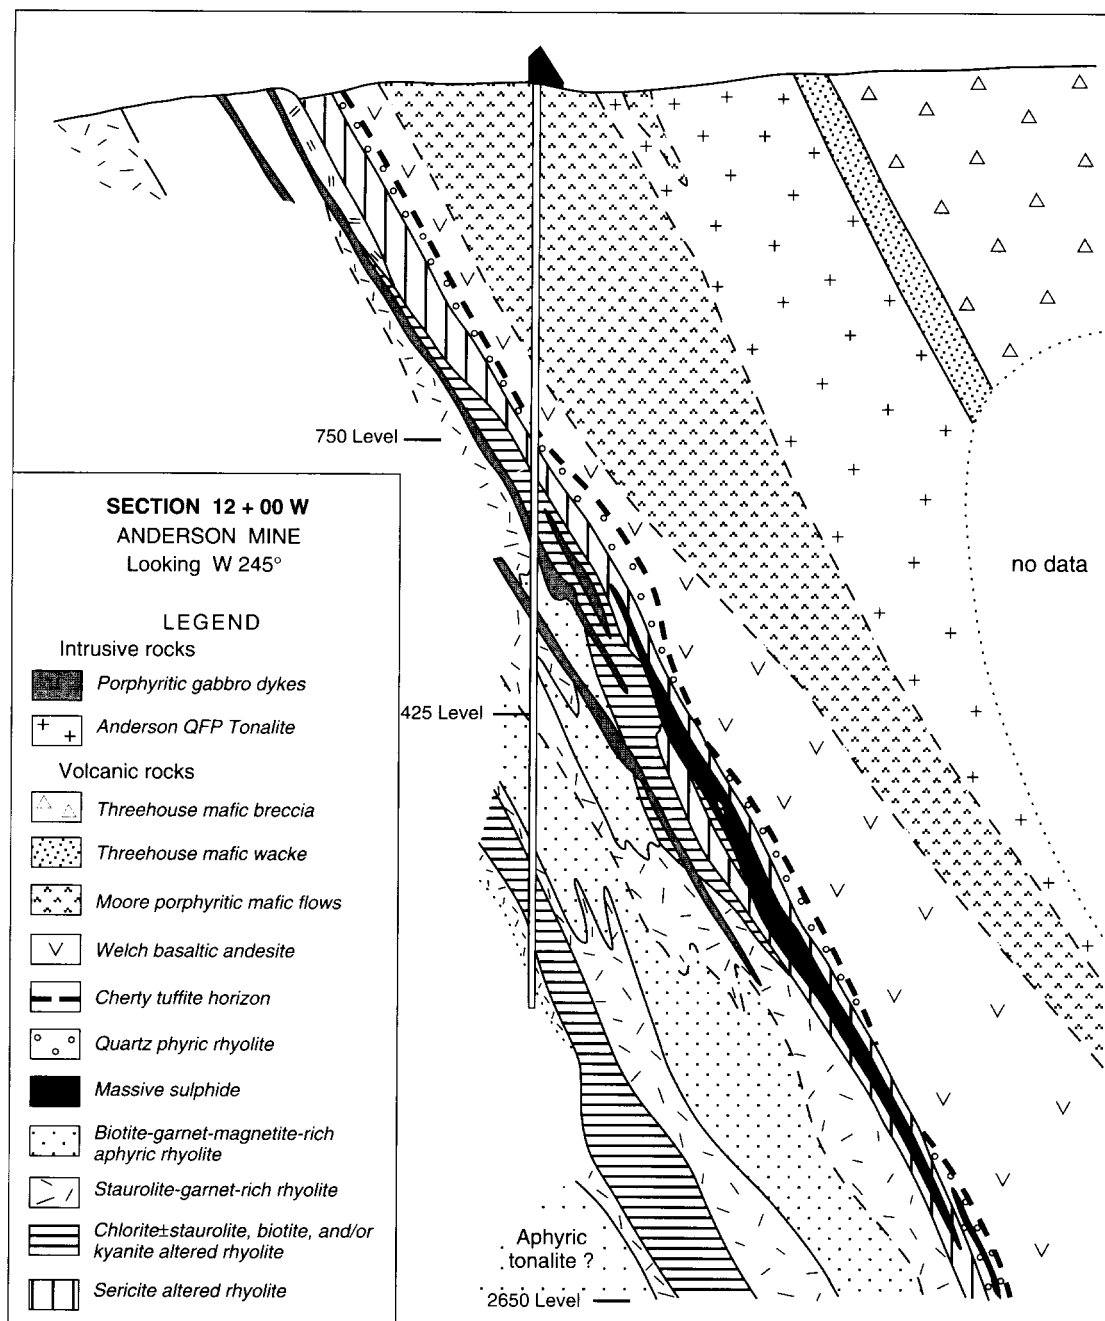 750 Level
no data
SECTION 12 + 00 W
ANDERSON MINE
Looking W 245°
LEGEND
Intrusive rocks
Porphyritic gabbro dykes
Anderson QFP Tonalite
Volcanic rocks
Threehouse mafic breccia
Threehouse mafic wacke
Moore porphyritic mafic flows
Welch basaltic andesite
Cherty tuffite horizon
Quartz phyric rhyolite
Massive sulphide
Biotite-garnet-magnetite-rich
aphyric rhyolite
Staurolite-garnet-rich rhyolite
Chlorite±staurolite, biotite, and/or
kyanite altered rhyolite
Sericite altered rhyolite
425 Level
Aphyric
tonalite ?
2650 Level